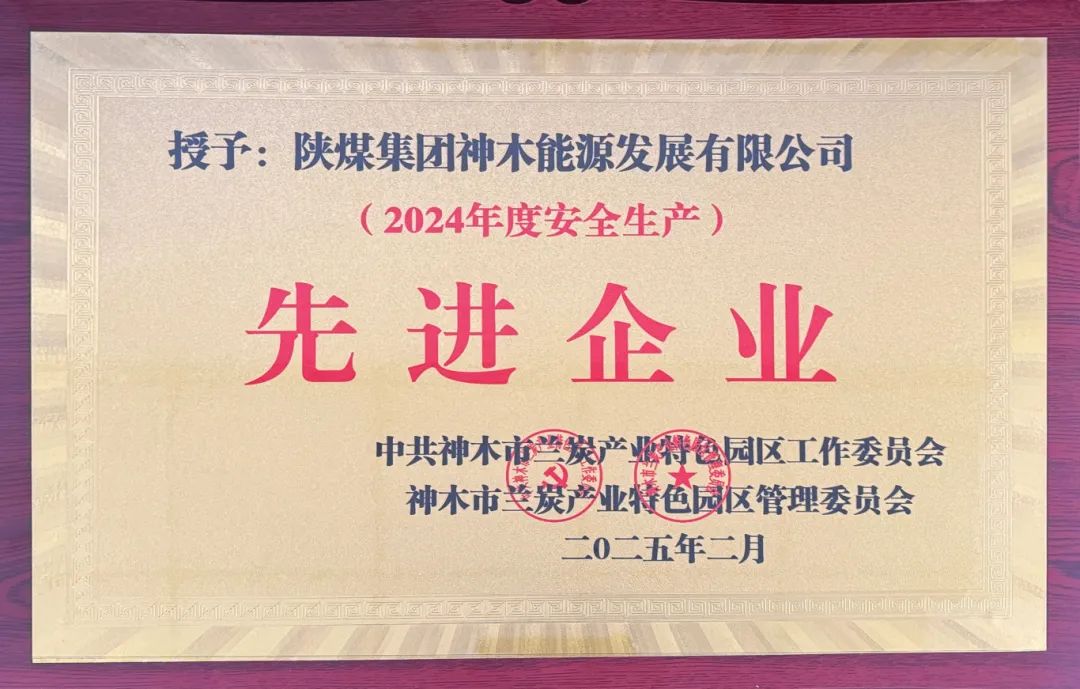 授予：陕煤集团神木能源发展有限公司
（2024年度安全生产）
先进企业
中共神木市兰炭产业特色园区工作委员会
神木市兰炭产业特色园区管理委员会
二〇二五年二月